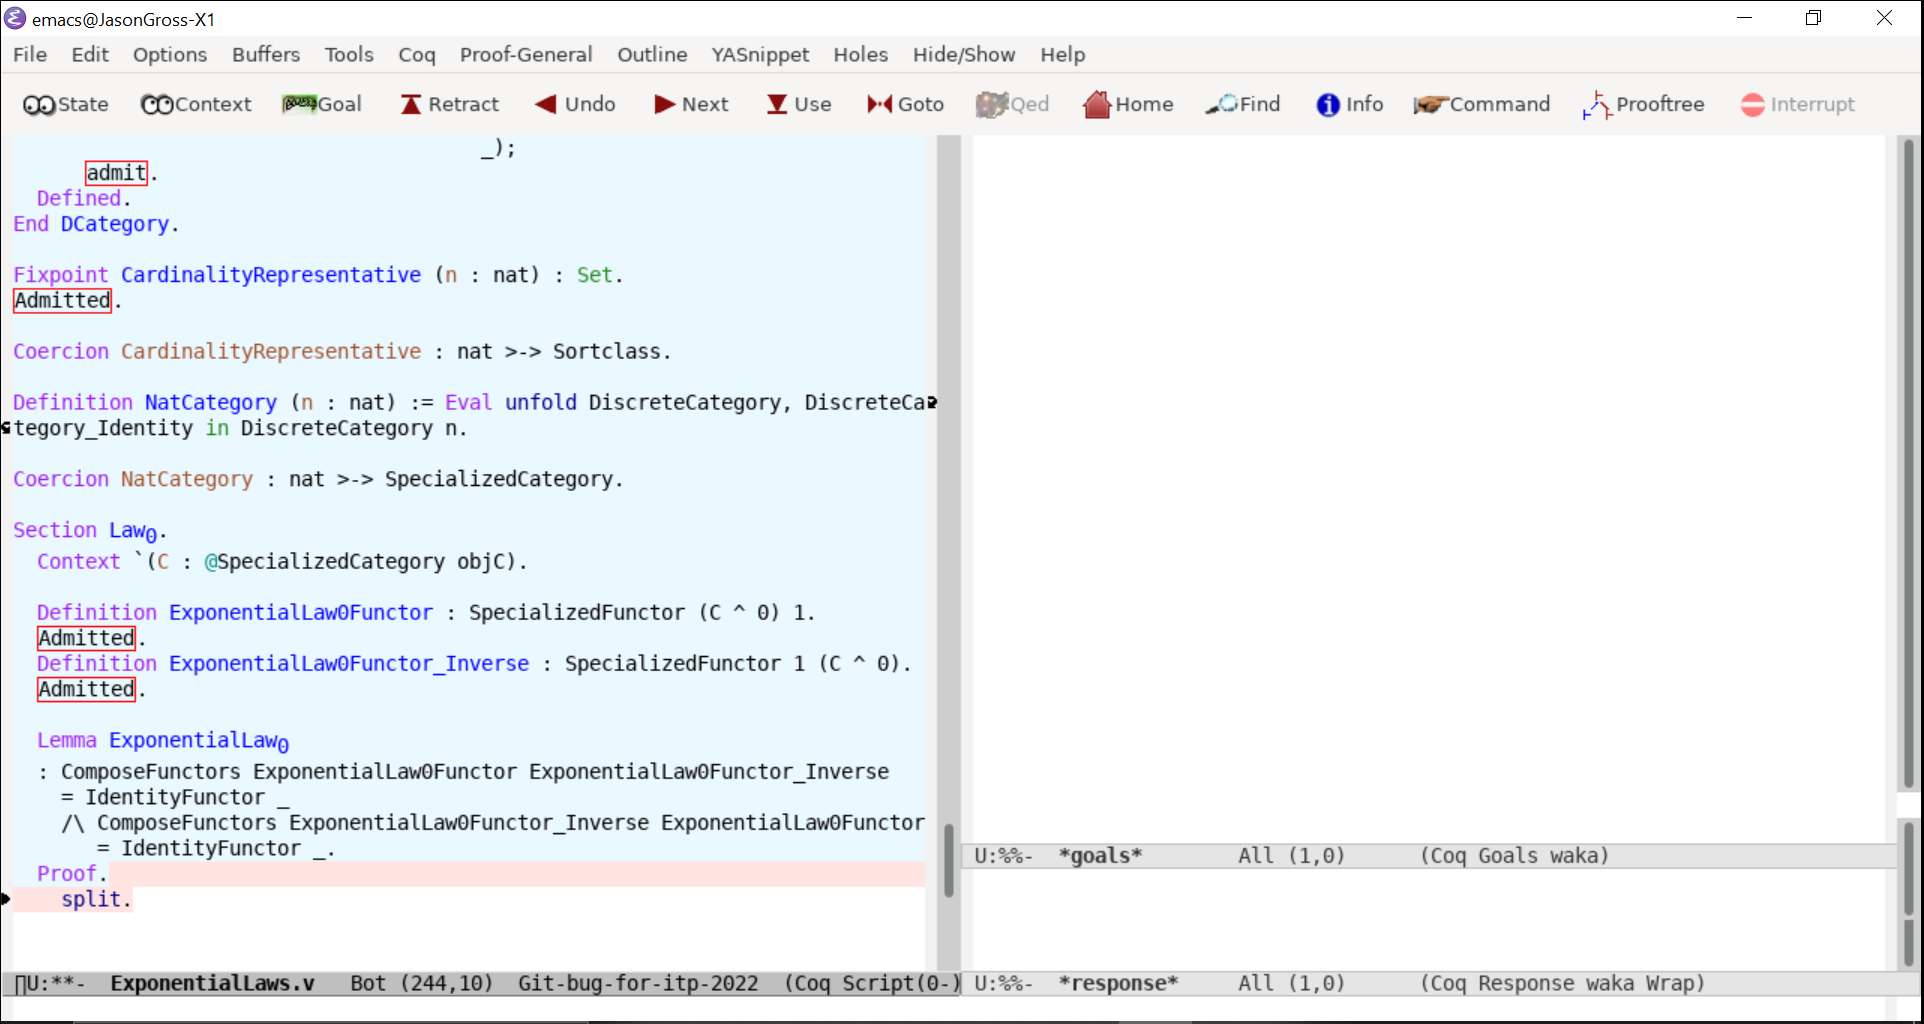 emacs@JasonGross-X1
File Edit Options Buffers Tools Coq Proof-General Outline YASnippet Holes Hide/Show Help
State Context Goal Retract Undo Next Use Goto Qed Home Find Info Command Prooftree Interrupt
_);
admit.
Defined.
End DCategory.
Fixpoint CardinalityRepresentative (n : nat) : Set.
Admitted.
Coercion CardinalityRepresentative : nat >-> Sortclass.
Definition NatCategory (n : nat) := Eval unfold DiscreteCategory, DiscreteCa
tegory_Identity in DiscreteCategory n.
Coercion NatCategory : nat >-> SpecializedCategory.
Section Law₀.
Context `(C : @SpecializedCategory objC).
Definition ExponentialLaw0Functor : SpecializedFunctor (C ^ 0) 1.
Admitted.
Definition ExponentialLaw0Functor_Inverse : SpecializedFunctor 1 (C ^ 0).
Admitted.
Lemma ExponentialLaw₀
: ComposeFunctors ExponentialLaw0Functor ExponentialLaw0Functor_Inverse
= IdentityFunctor _
/\ ComposeFunctors ExponentialLaw0Functor_Inverse ExponentialLaw0Functor
= IdentityFunctor _.
Proof.
split.
U:**- ExponentialLaws.v Bot (244,10) Git-bug-for-itp-2022 (Coq Script(0-)
U:%%- *goals* All (1,0) (Coq Goals waka)
U:%%- *response* All (1,0) (Coq Response waka Wrap)